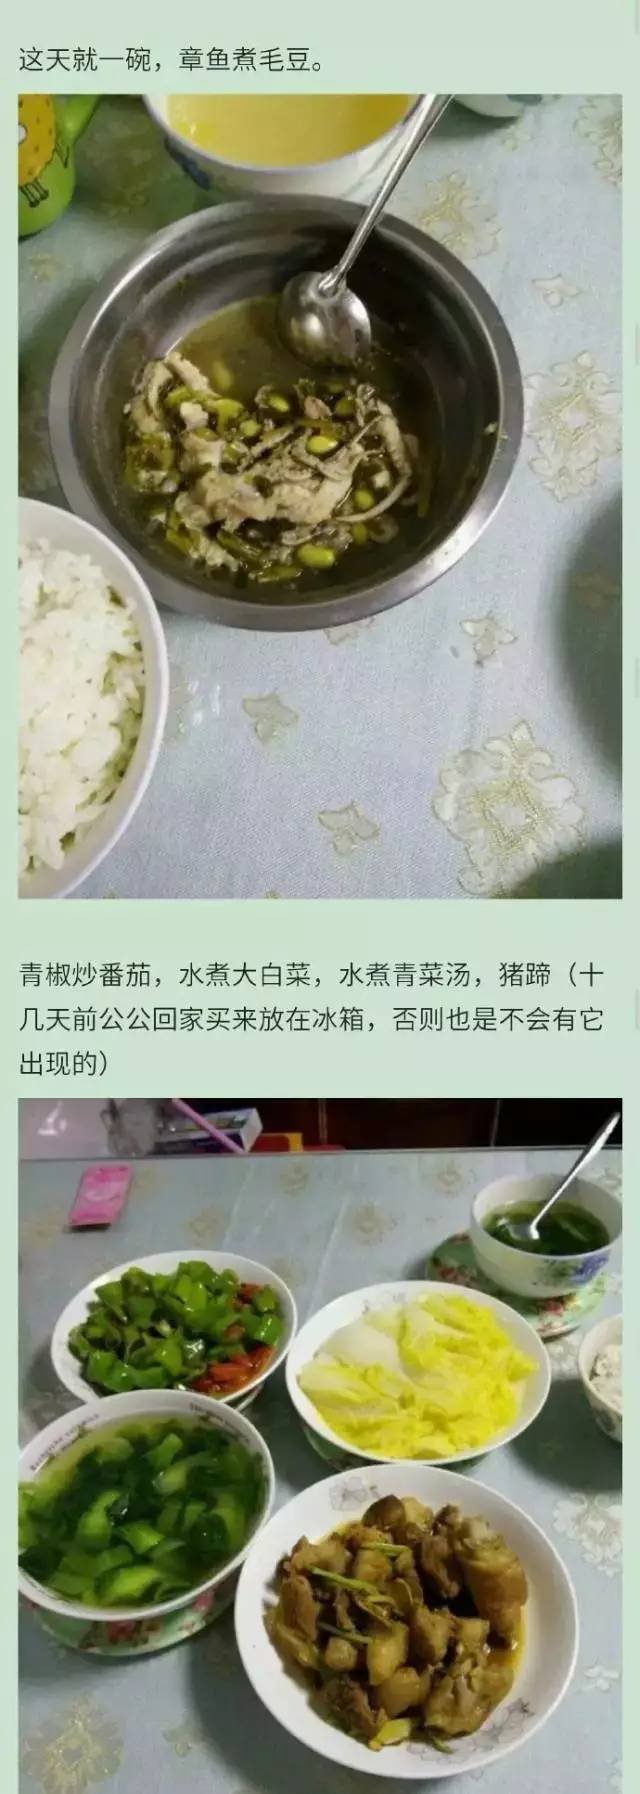 这天就一碗，章鱼煮毛豆。
青椒炒番茄，水煮大白菜，水煮青菜汤，猪蹄（十
几天前公公回家买来放在冰箱，否则也是不会有它
出现的）